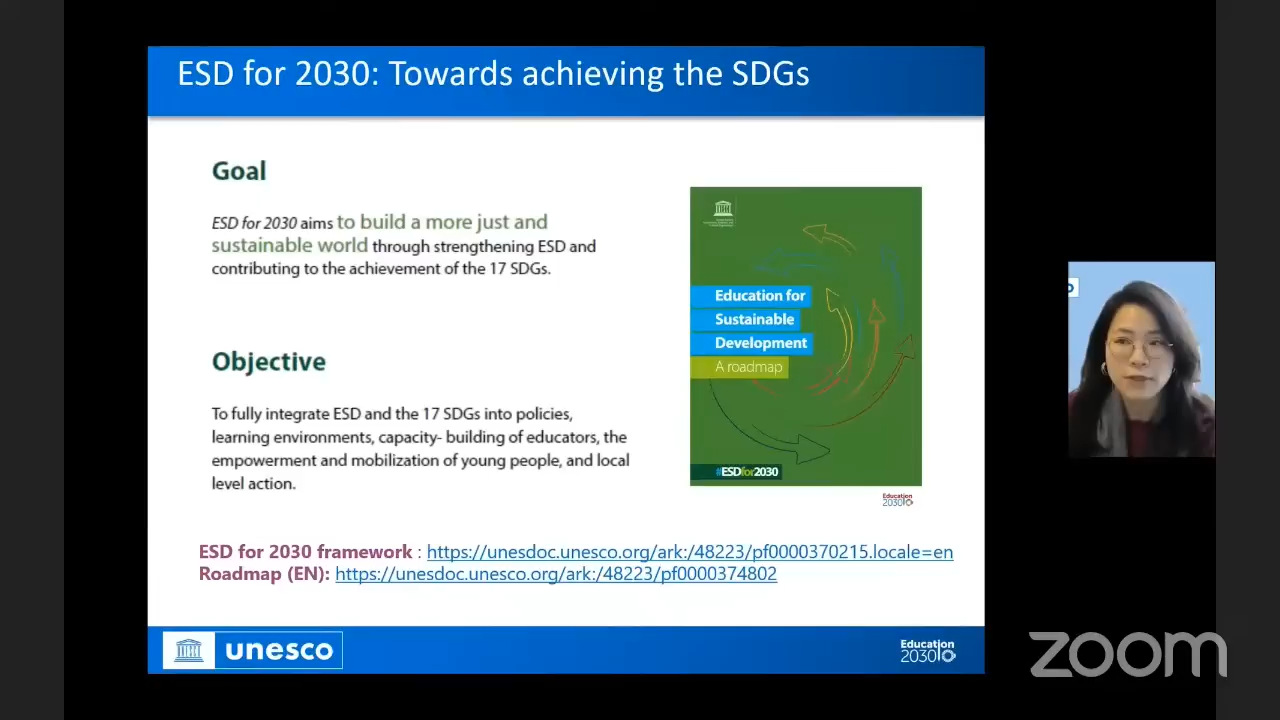 ESD for 2030: Towards achieving the SDGs
Goal
ESD for 2030 aims to build a more just and
sustainable world through strengthening ESD and
contributing to the achievement of the 17 SDGs.
Objective
To fully integrate ESD and the 17 SDGs into policies,
learning environments, capacity- building of educators, the
empowerment and mobilization of young people, and local
level action.
Education for
Sustainable
Development
A roadmap
#ESDfor2030
Education
2030
ESD for 2030 framework : https://unesdoc.unesco.org/ark:/48223/pf0000370215.locale=en
Roadmap (EN): https://unesdoc.unesco.org/ark:/48223/pf0000374802
unesco
Education
2030
zoom